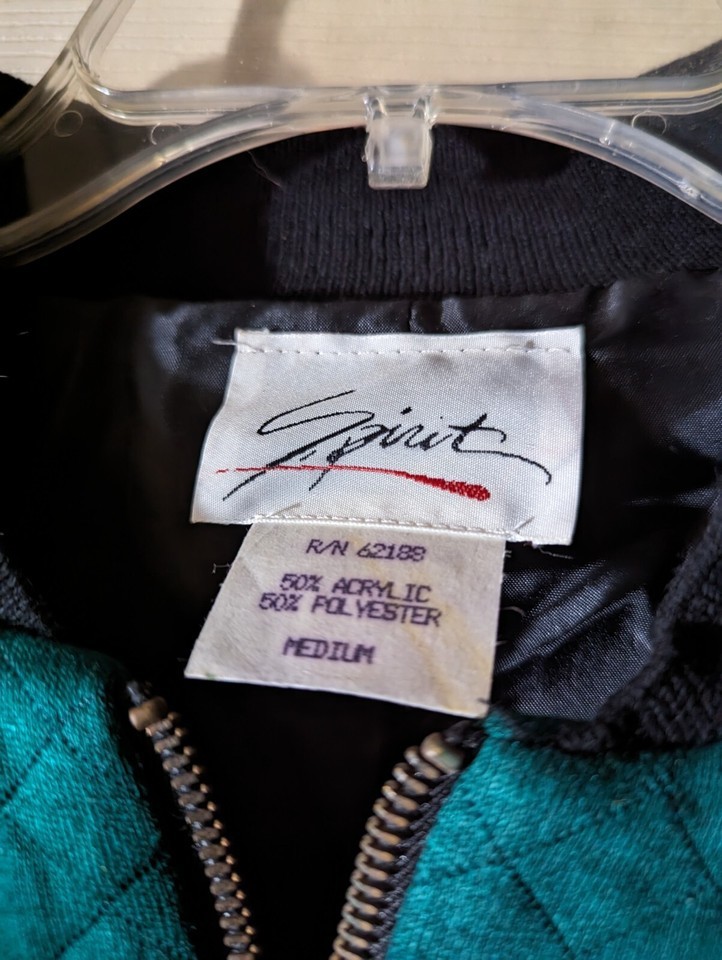 Spirit
R/N 62188
50% ACRYLIC
50% POLYESTER
MEDIUM